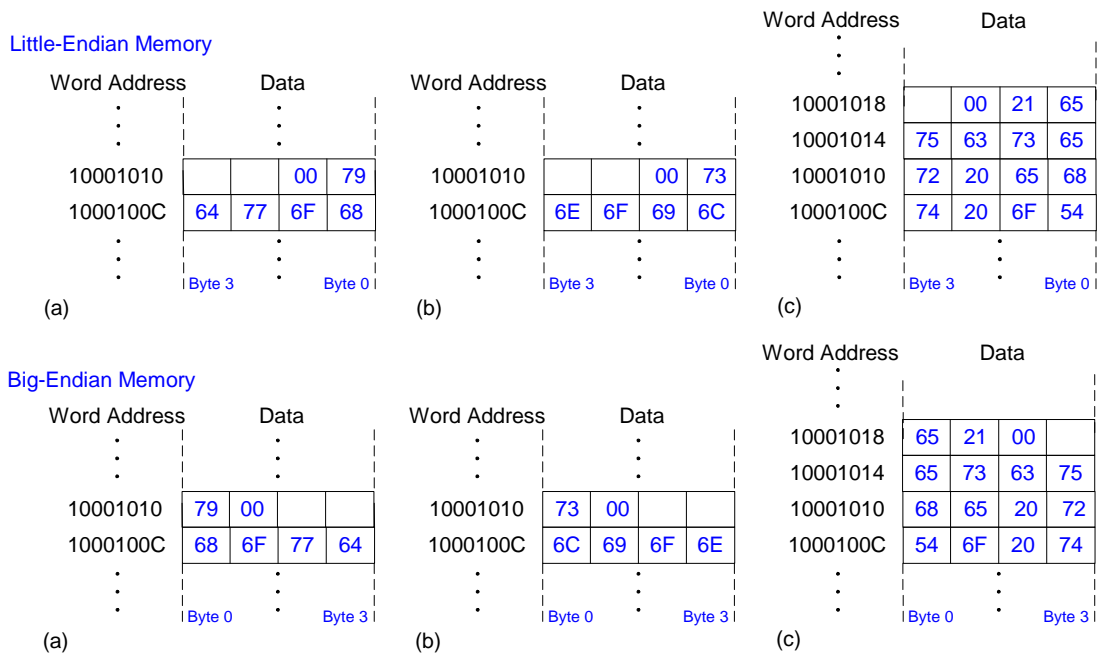 Little-Endian Memory
Word Address Data
10001010 00 79
1000100C 64 77 6F 68
Byte 3 Byte 0
(a)
Word Address Data
10001010 00 73
1000100C 6E 6F 69 6C
Byte 3 Byte 0
(b)
Word Address Data
10001018 00 21 65
10001014 75 63 73 65
10001010 72 20 65 68
1000100C 74 20 6F 54
Byte 3 Byte 0
(c)
Big-Endian Memory
Word Address Data
10001010 79 00
1000100C 68 6F 77 64
Byte 0 Byte 3
(a)
Word Address Data
10001010 73 00
1000100C 6C 69 6F 6E
Byte 0 Byte 3
(b)
Word Address Data
10001018 65 21 00
10001014 65 73 63 75
10001010 68 65 20 72
1000100C 54 6F 20 74
Byte 0 Byte 3
(c)